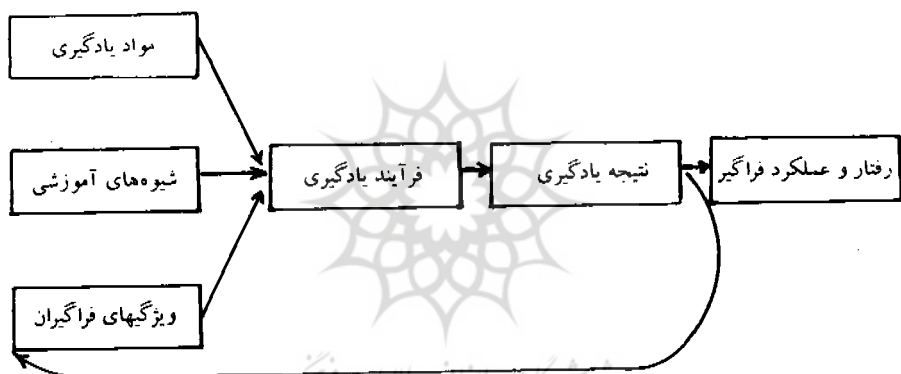 مواد یادگیری
شیوه‌های آموزشی
ویژگیهای فراگیران
فرآیند یادگیری
نتیجه یادگیری
رفتار و عملکرد فراگیر